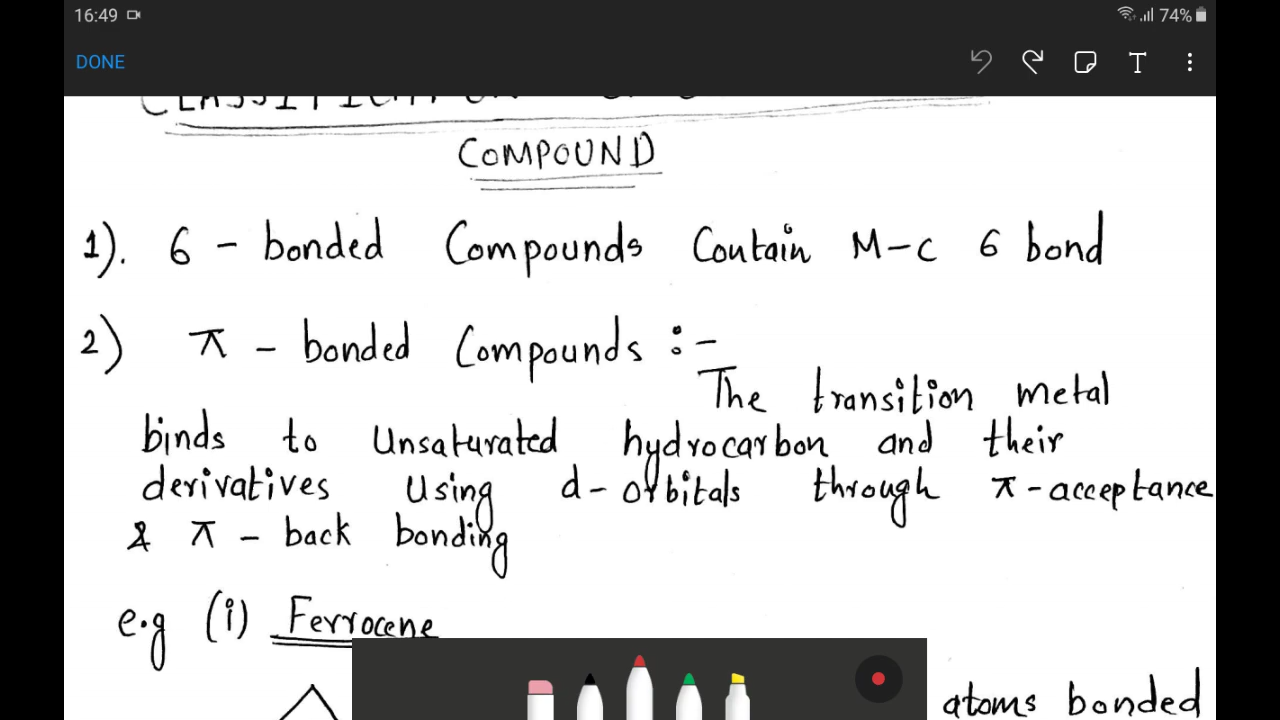 16:49 74%
DONE T
CLASSIFICATION
COMPOUND
1). 6 - bonded Compounds Contain M-C 6 bond
2) π - bonded Compounds :-
The transition metal
binds to Unsaturated hydrocarbon and their
derivatives Using d- orbitals through π-acceptance
& π - back bonding
e.g (i) Ferrocene
atoms bonded